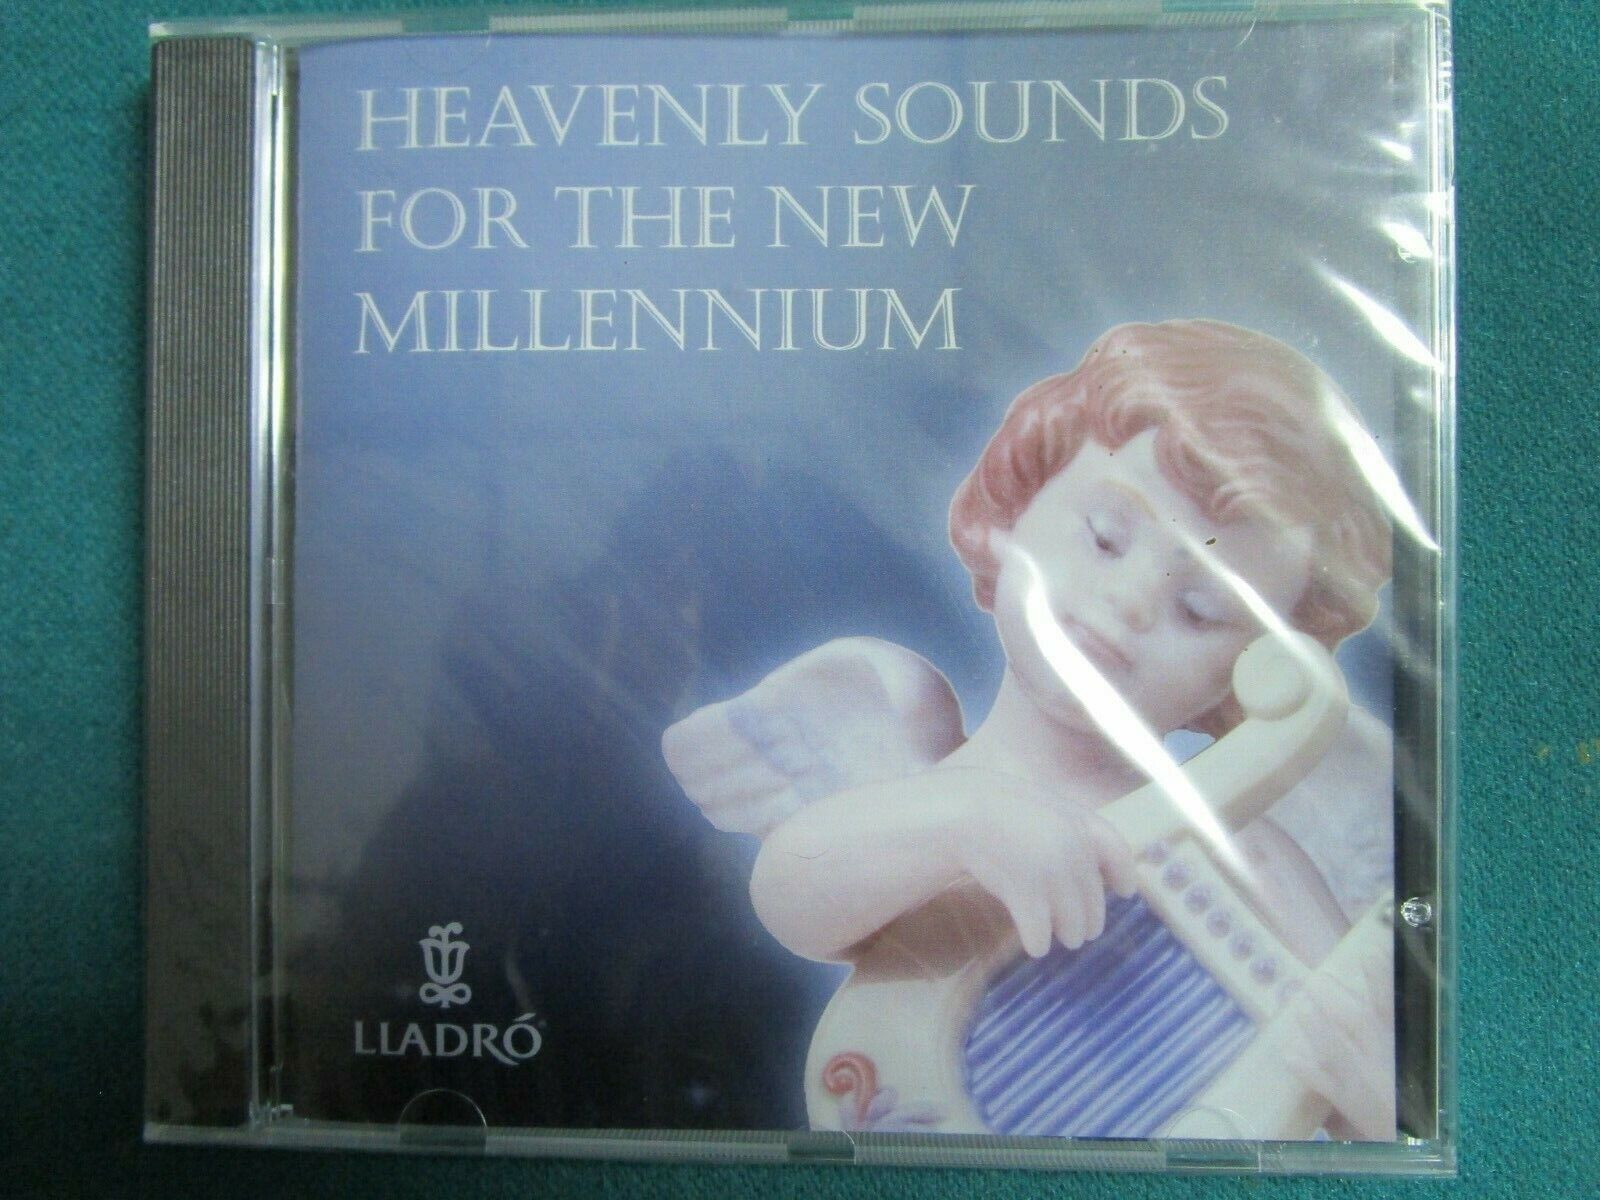 HEAVENLY SOUNDS
FOR THE NEW
MILLENNIUM
LLADRÓ